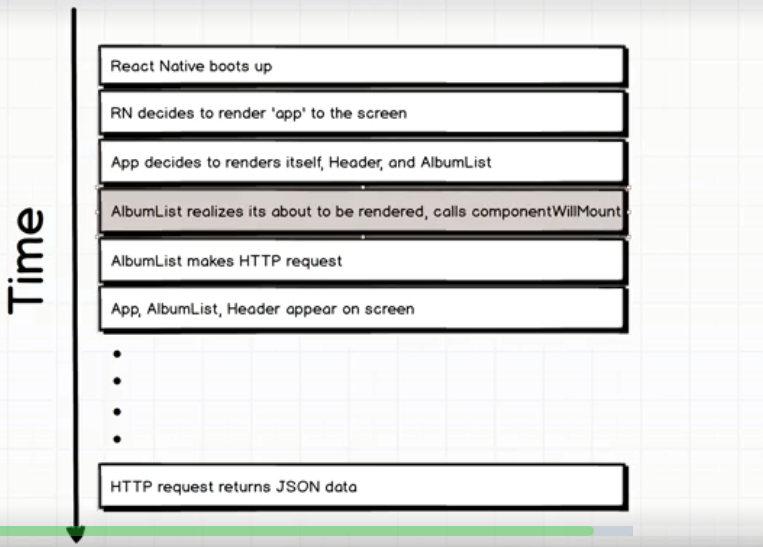 Time
React Native boots up
RN decides to render 'app' to the screen
App decides to renders itself, Header, and AlbumList
AlbumList realizes its about to be rendered, calls componentWillMount
AlbumList makes HTTP request
App, AlbumList, Header appear on screen
HTTP request returns JSON data